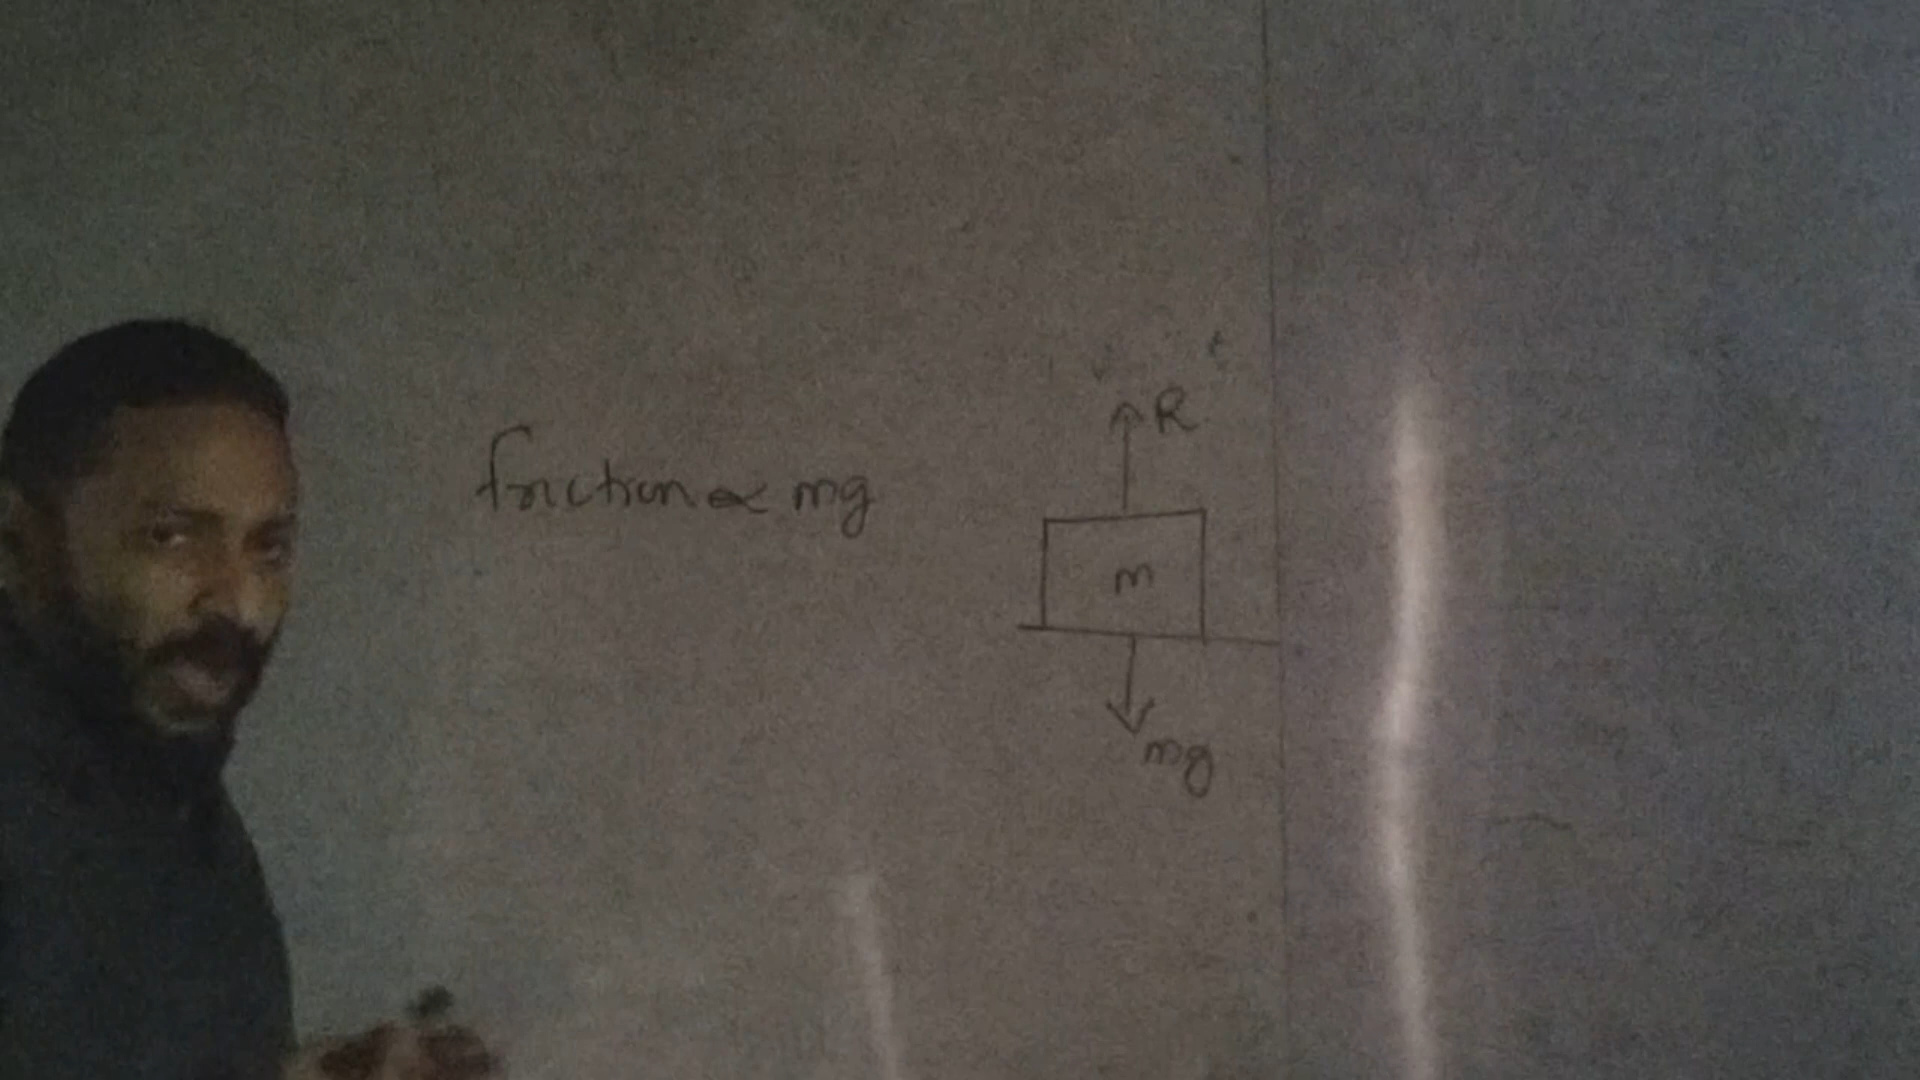 R
friction ∝ mg
m
mg